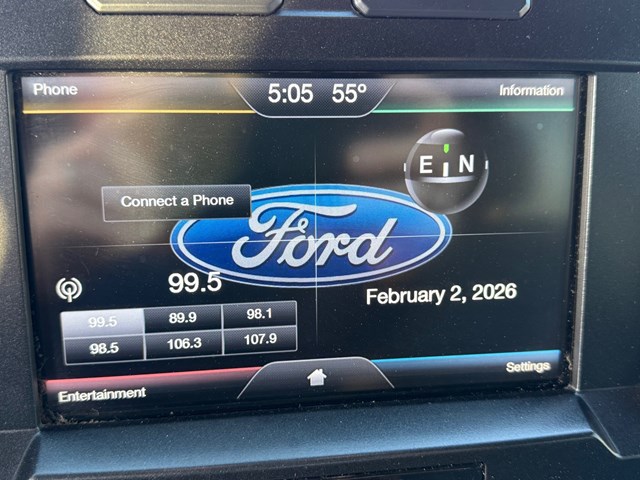 Phone
5:05 55°
Information
E N
Connect a Phone
Ford
99.5
February 2, 2026
99.5 89.9 98.1
98.5 106.3 107.9
Entertainment
Settings